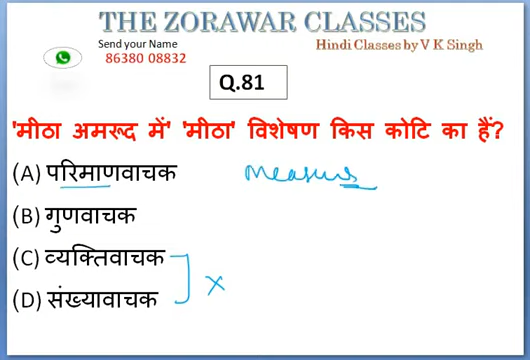 THE ZORAWAR CLASSES
Send your Name
Hindi Classes by V K Singh
86380 08832
Q.81
'मीठा अमरूद में' 'मीठा' विशेषण किस कोटि का हैं?
(A) परिमाणवाचक measure
(B) गुणवाचक
(C) व्यक्तिवाचक
(D) संख्यावाचक